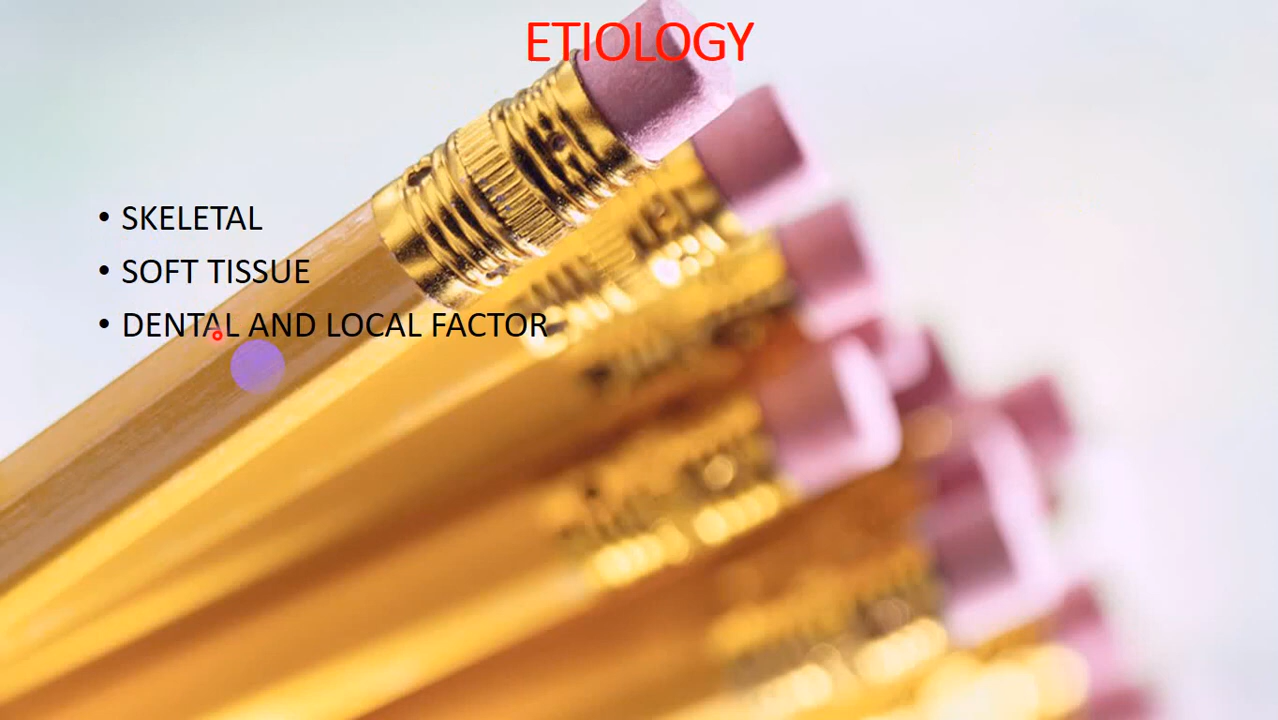 ETIOLOGY
• SKELETAL
• SOFT TISSUE
• DENTAL AND LOCAL FACTOR